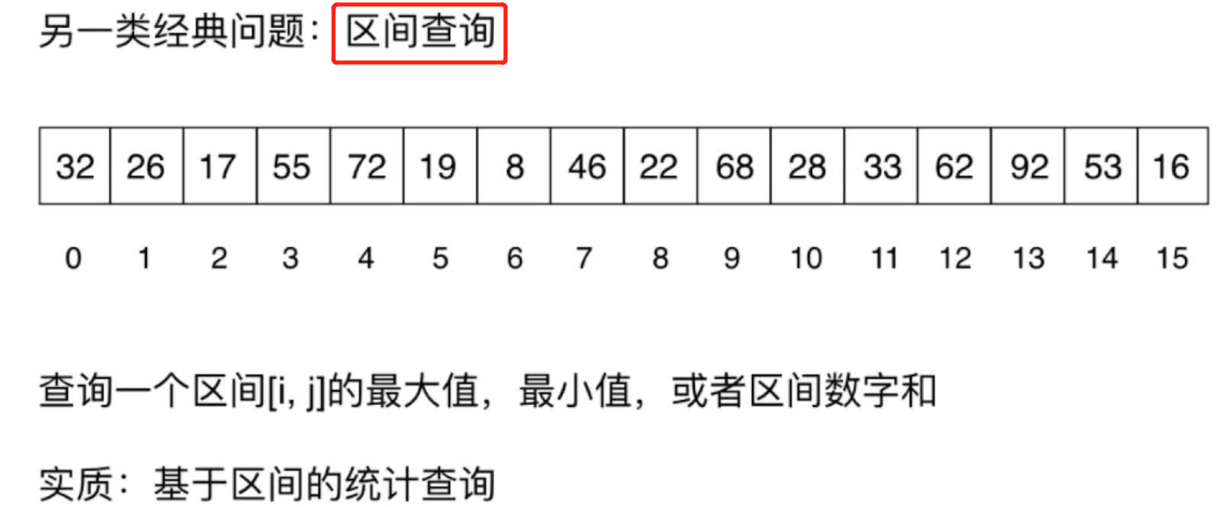 另一类经典问题：区间查询
32 26 17 55 72 19 8 46 22 68 28 33 62 92 53 16
0 1 2 3 4 5 6 7 8 9 10 11 12 13 14 15
查询一个区间[i, j]的最大值，最小值，或者区间数字和
实质：基于区间的统计查询